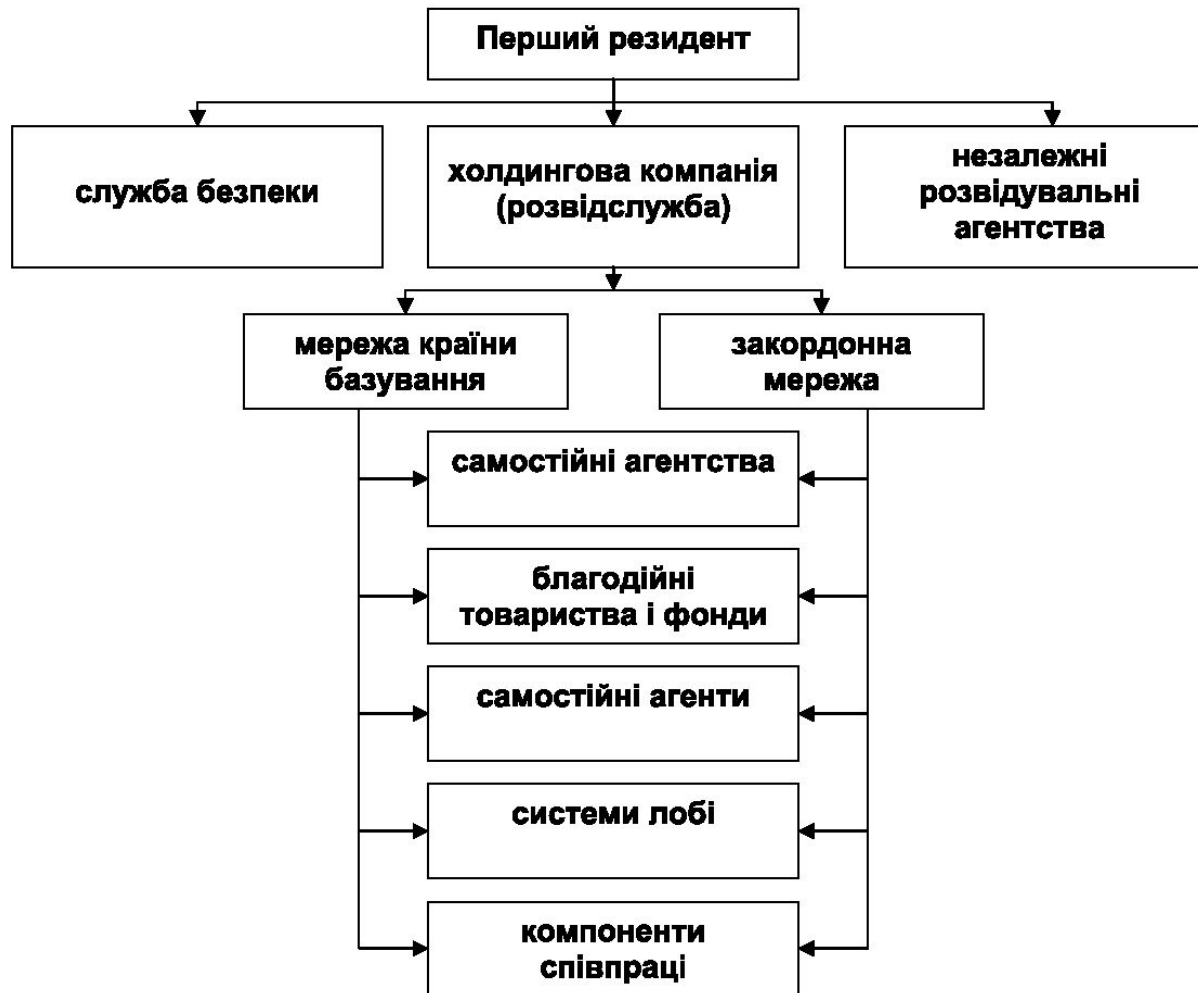 Перший резидент
служба безпеки
холдингова компанія
(розвідслужба)
незалежні
розвідувальні
агентства
мережа країни
базування
закордонна
мережа
самостійні агентства
благодійні
товариства і фонди
самостійні агенти
системи лобі
компоненти
співпраці